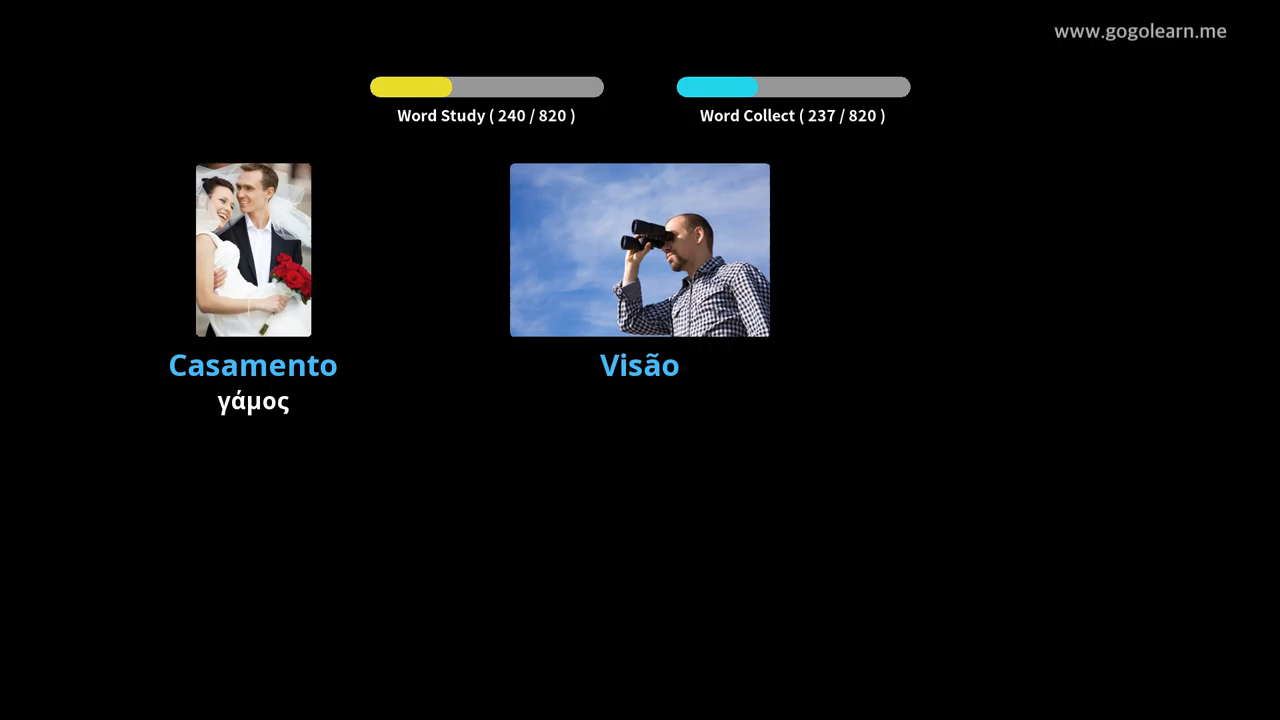 www.gogolearn.me
Word Study ( 240 / 820 )
Word Collect ( 237 / 820 )
Casamento
γάμος
Visão